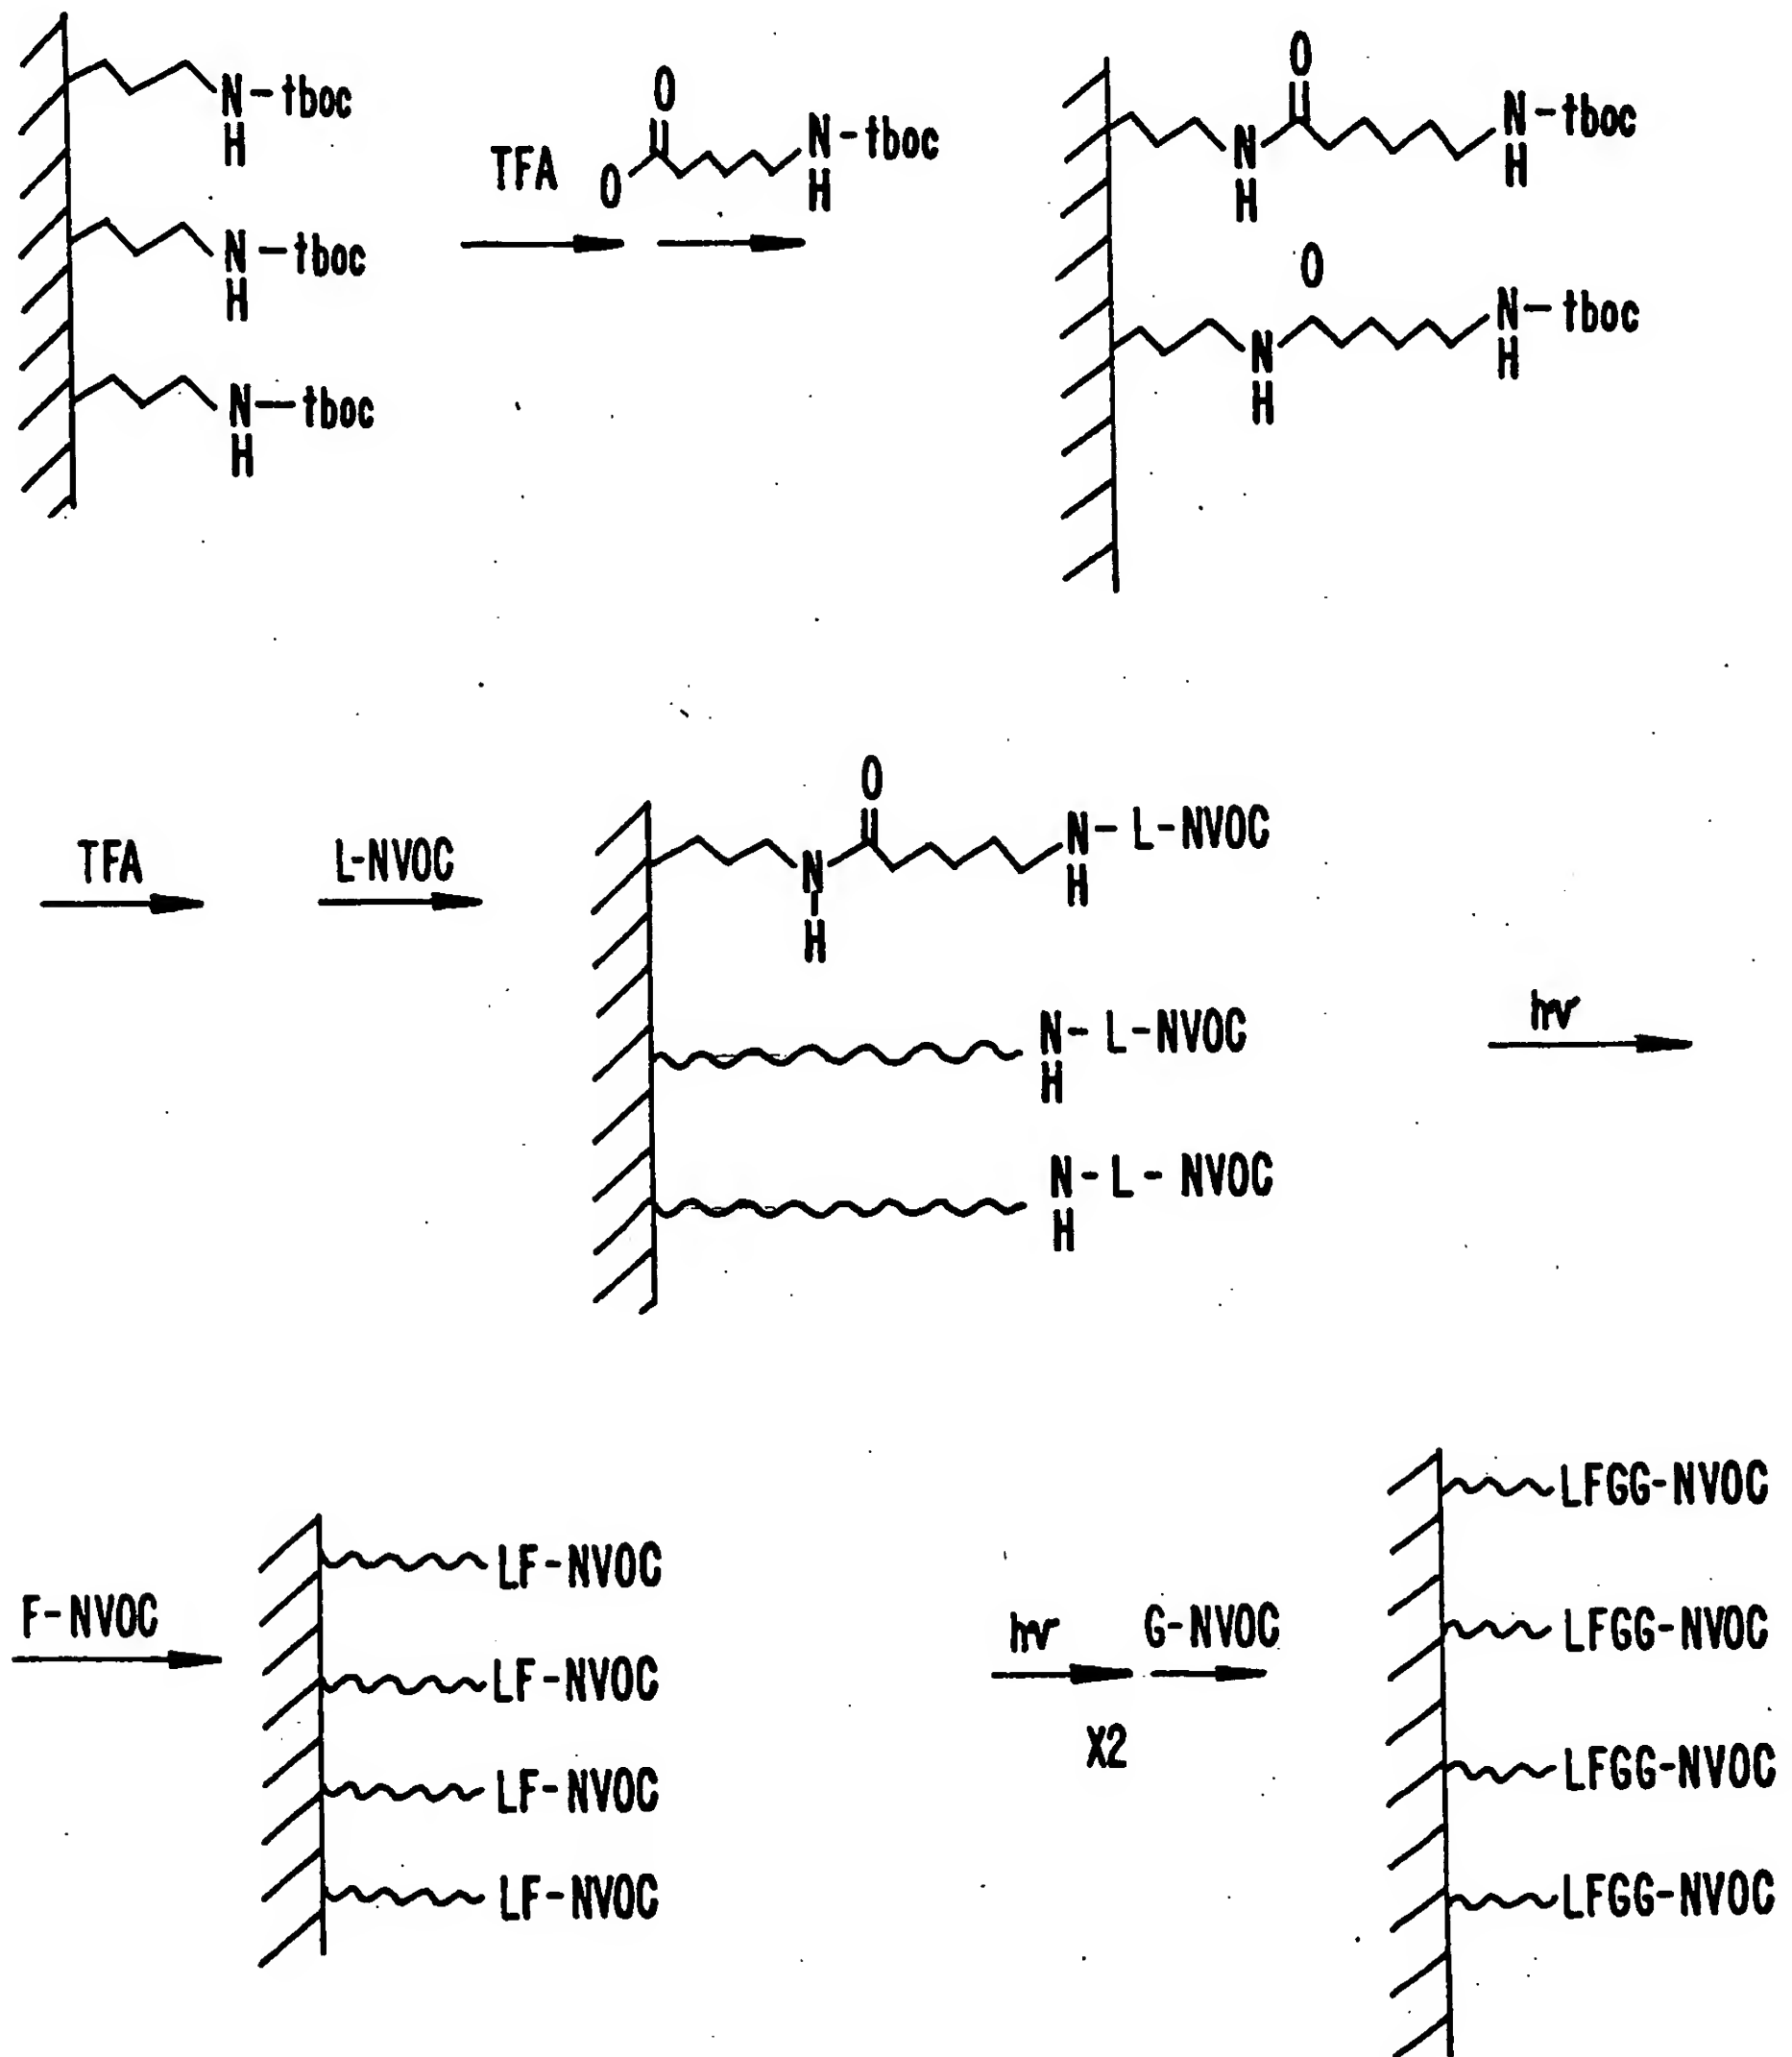 N-tboc
H
N-tboc
H
N-tboc
H
TFA
O
O
N-tboc
H
O
N
H
N-tboc
H
O
N
H
N-tboc
H
TFA
L-NVOC
O
N
H
N-L-NVOC
H
N-L-NVOC
H
N-L-NVOC
H
hν
F-NVOC
LF-NVOC
LF-NVOC
LF-NVOC
LF-NVOC
hν
G-NVOC
X2
LFGG-NVOC
LFGG-NVOC
LFGG-NVOC
LFGG-NVOC